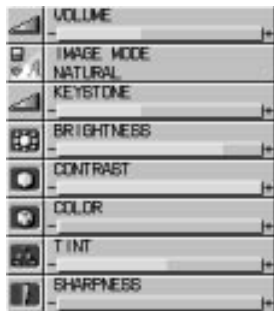 VOLUME
- +
IMAGE MODE
NATURAL
KEYSTONE
- +
BRIGHTNESS
- +
CONTRAST
- +
COLOR
- +
TINT
- +
SHARPNESS
- +